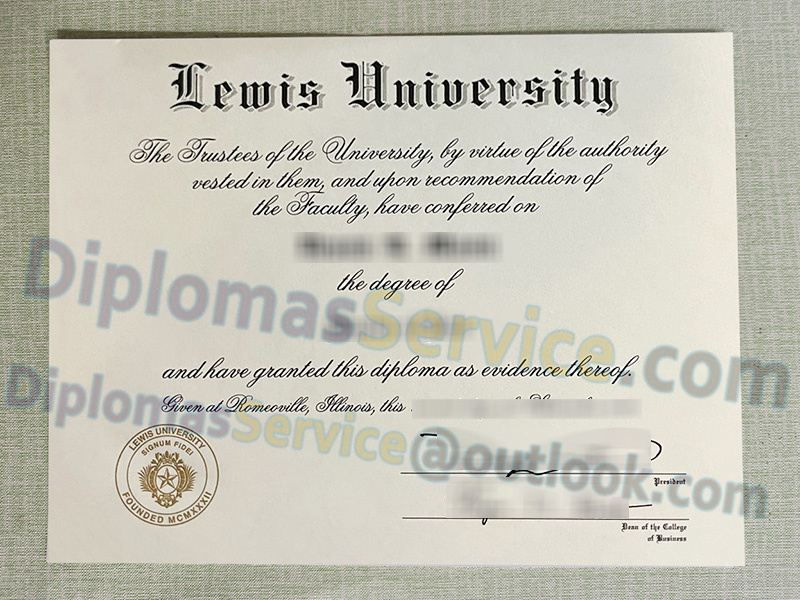 Lewis University
The Trustees of the University, by virtue of the authority
vested in them, and upon recommendation of
the Faculty, have conferred on
the degree of
DiplomasService.com
and have granted this diploma as evidence thereof.
Given at Romeoville, Illinois, this
DiplomasService@outlook.com
LEWIS UNIVERSITY
SIGNUM FIDEI
FOUNDED MCMXXXII
President
Dean of the College
of Business